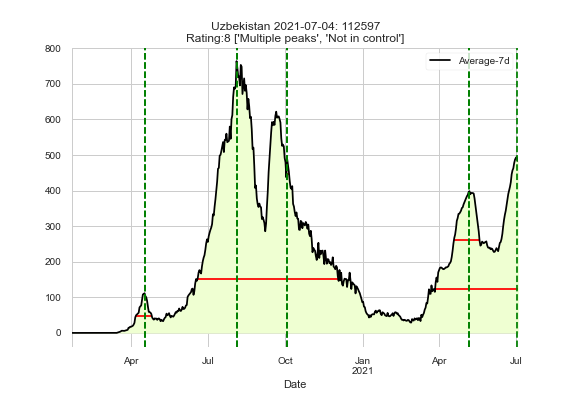 Uzbekistan 2021-07-04: 112597
Rating:8 ['Multiple peaks', 'Not in control']
Average-7d
800
700
600
500
400
300
200
100
0
Apr Jul Oct Jan Apr Jul
2021
Date